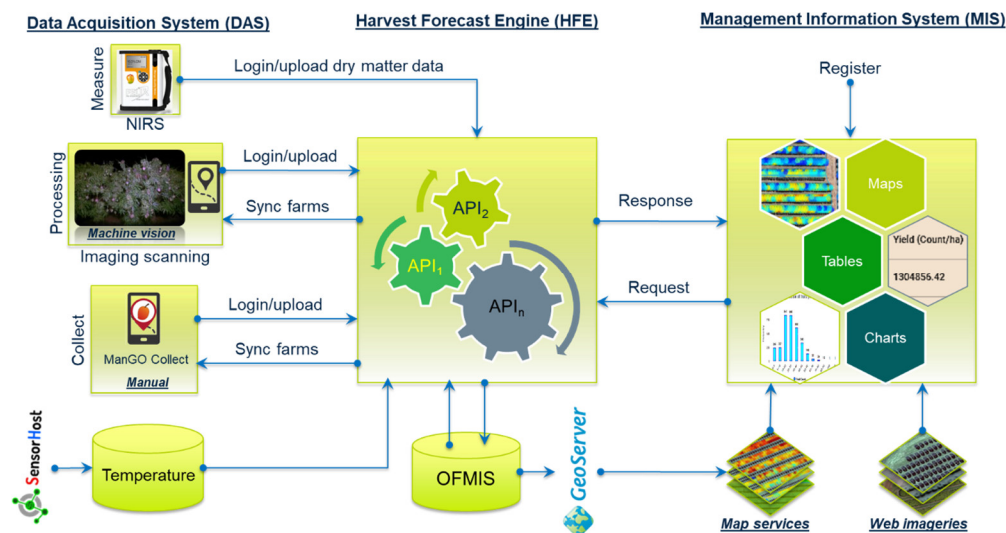 Data Acquisition System (DAS)
Harvest Forecast Engine (HFE)
Management Information System (MIS)
Measure
NIRS
Login/upload dry matter data
Register
Processing
Machine vision
Imaging scanning
Login/upload
Sync farms
API1
API2
APIn
Response
Request
Maps
Tables
Yield (Count/ha)
1304856.42
Charts
Collect
ManGO Collect
Manual
Login/upload
Sync farms
SensorHost
Temperature
OFMIS
GeoServer
Map services
Web imageries